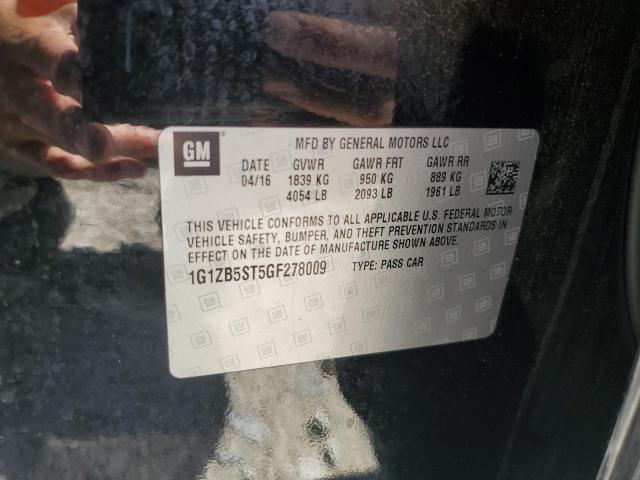 GM
MFD BY GENERAL MOTORS LLC
DATE GVWR GAWR FRT GAWR RR
04/16 1839 KG 950 KG 889 KG
4054 LB 2093 LB 1961 LB
THIS VEHICLE CONFORMS TO ALL APPLICABLE U.S. FEDERAL MOTOR
VEHICLE SAFETY, BUMPER, AND THEFT PREVENTION STANDARDS IN
EFFECT ON THE DATE OF MANUFACTURE SHOWN ABOVE.
1G1ZB5ST5GF278009 TYPE: PASS CAR